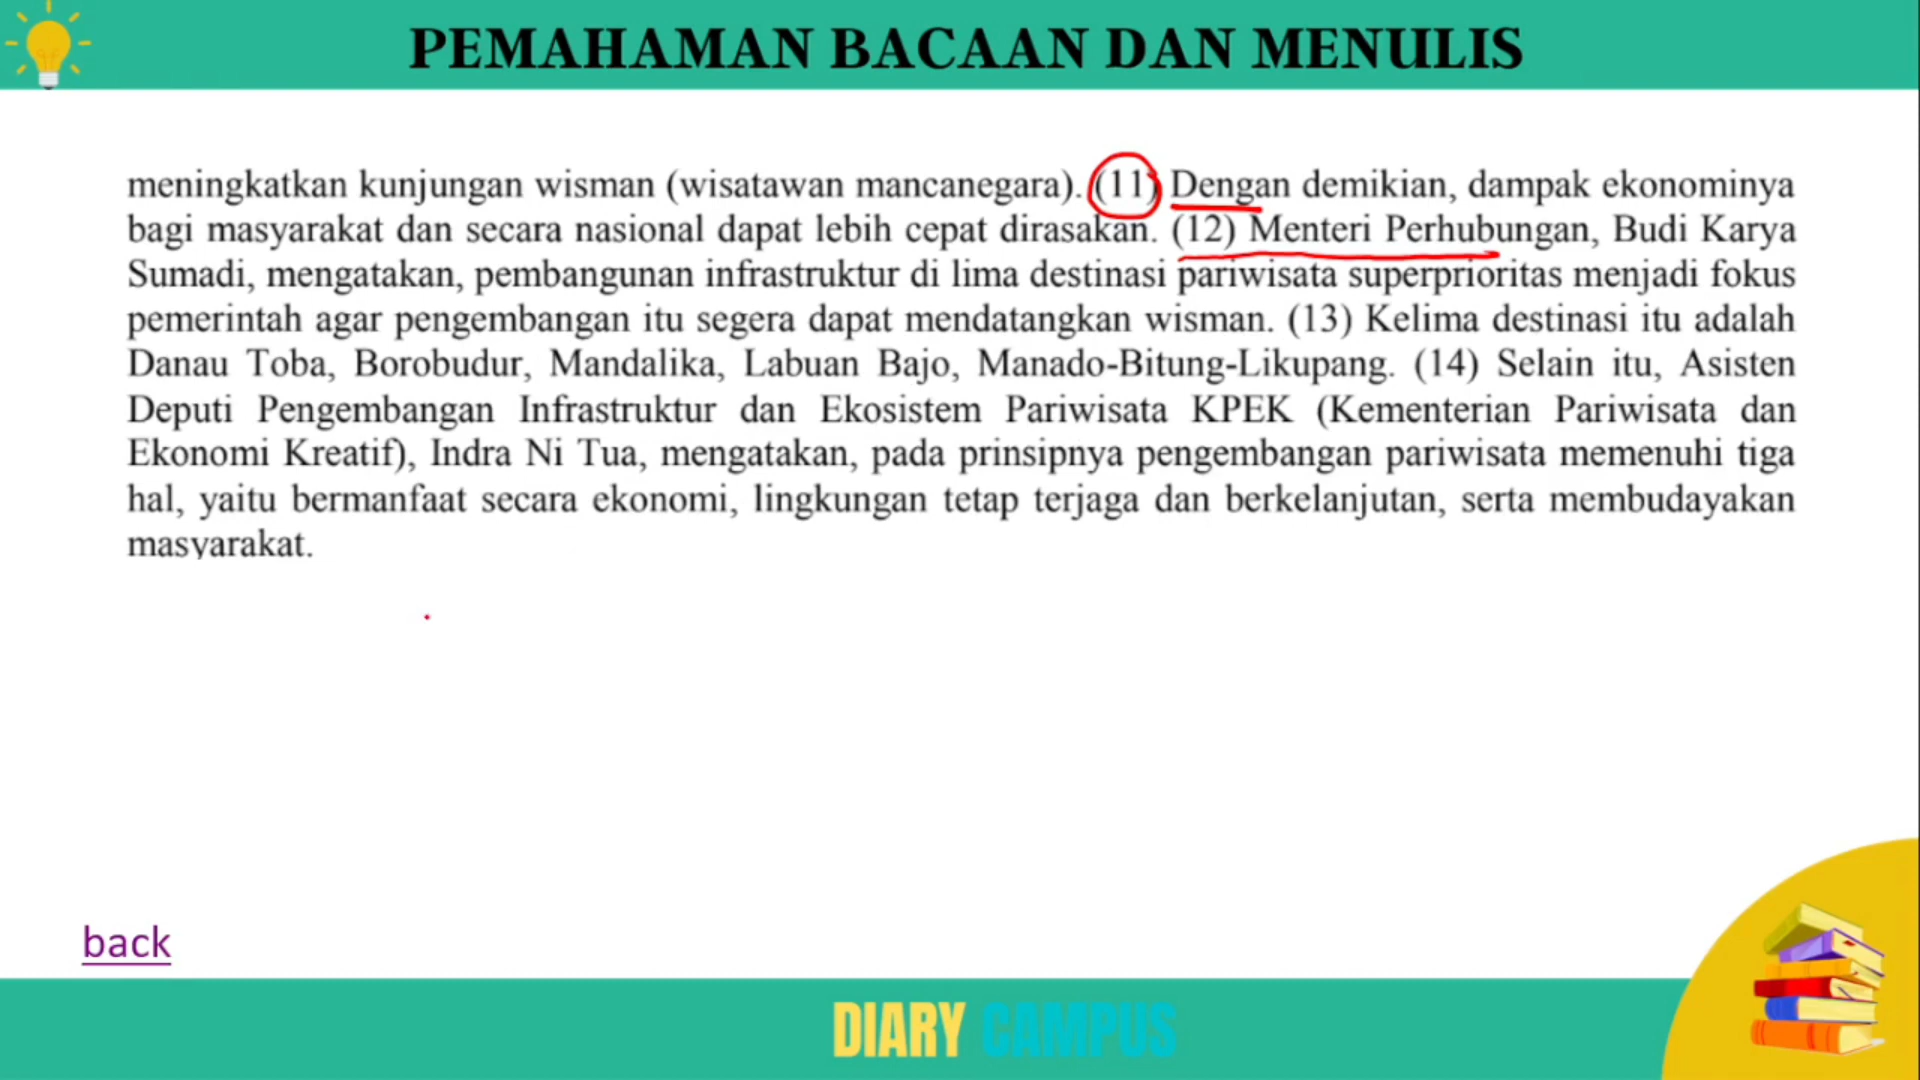 PEMAHAMAN BACAAN DAN MENULIS
meningkatkan kunjungan wisman (wisatawan mancanegara). (11) Dengan demikian, dampak ekonominya
bagi masyarakat dan secara nasional dapat lebih cepat dirasakan. (12) Menteri Perhubungan, Budi Karya
Sumadi, mengatakan, pembangunan infrastruktur di lima destinasi pariwisata superprioritas menjadi fokus
pemerintah agar pengembangan itu segera dapat mendatangkan wisman. (13) Kelima destinasi itu adalah
Danau Toba, Borobudur, Mandalika, Labuan Bajo, Manado-Bitung-Likupang. (14) Selain itu, Asisten
Deputi Pengembangan Infrastruktur dan Ekosistem Pariwisata KPEK (Kementerian Pariwisata dan
Ekonomi Kreatif), Indra Ni Tua, mengatakan, pada prinsipnya pengembangan pariwisata memenuhi tiga
hal, yaitu bermanfaat secara ekonomi, lingkungan tetap terjaga dan berkelanjutan, serta membudayakan
masyarakat.
back
DIARY CAMPUS